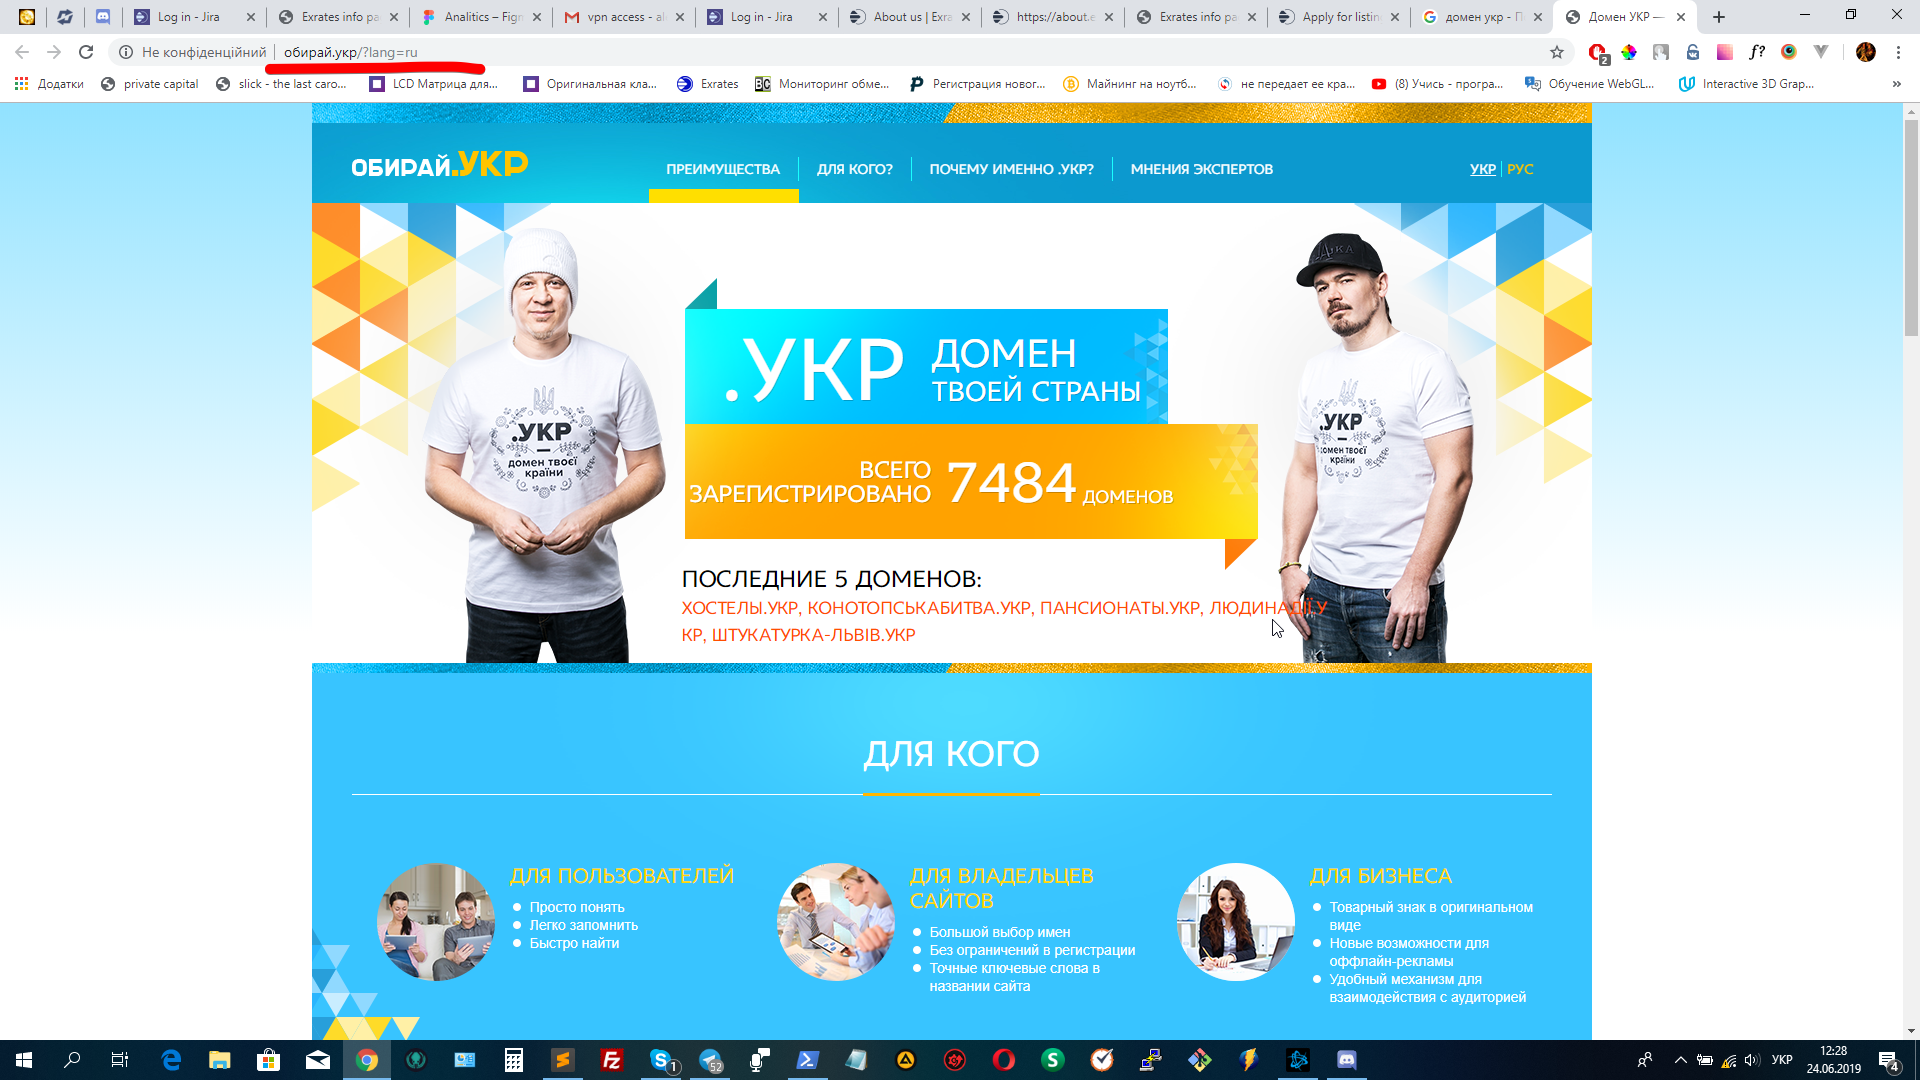 Log in - Jira
Exrates info pa
Analitics – Figm
vpn access - al
Log in - Jira
About us | Exra
https://about.e
Exrates info pa
Apply for listing
домен укр - П
Домен УКР —
Не конфіденційний
обирай.укр/?lang=ru
2
f?
Додатки
private capital
slick - the last caro...
LCD Матрица для...
Оригинальная кла...
Exrates
BC
Мониторинг обме...
Регистрация новог...
Майнинг на ноутб...
не передает ее кра...
(8) Учись - програ...
Обучение WebGL...
Interactive 3D Grap...
»
ОБИРАЙ.УКР
ПРЕИМУЩЕСТВА
ДЛЯ КОГО?
ПОЧЕМУ ИМЕННО .УКР?
МНЕНИЯ ЭКСПЕРТОВ
УКР | РУС
.УКР
ДОМЕН
ТВОЕЙ СТРАНЫ
ВСЕГО
ЗАРЕГИСТРИРОВАНО
7484 ДОМЕНОВ
.УКР
домен твоєї
країни
.УКР
домен твоєї
країни
ПОСЛЕДНИЕ 5 ДОМЕНОВ:
ХОСТЕЛЫ.УКР, КОНОТОПСЬКАБИТВА.УКР, ПАНСИОНАТЫ.УКР, ЛЮДИНАДІЇ.У
КР, ШТУКАТУРКА-ЛЬВІВ.УКР
ДЛЯ КОГО
ДЛЯ ПОЛЬЗОВАТЕЛЕЙ
Просто понять
Легко запомнить
Быстро найти
ДЛЯ ВЛАДЕЛЬЦЕВ
САЙТОВ
Большой выбор имен
Без ограничений в регистрации
Точные ключевые слова в
названии сайта
ДЛЯ БИЗНЕСА
Товарный знак в оригинальном
виде
Новые возможности для
оффлайн-рекламы
Удобный механизм для
взаимодействия с аудиторией
1
52
УКР
12:28
24.06.2019
4